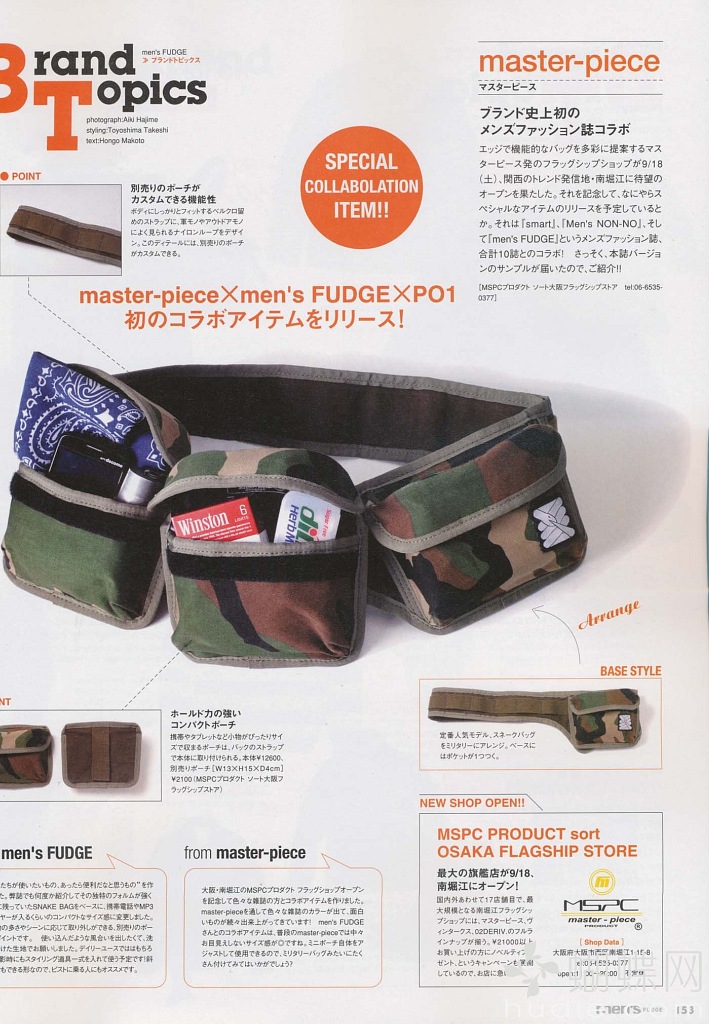 Brand
Topics
men's FUDGE
≫ ブランドトピックス
photograph:Aiki Hajime
styling:Toyoshima Takeshi
text:Hongo Makoto
master-piece
マスターピース
ブランド史上初の
メンズファッション誌コラボ
エッジで機能的なバッグを多彩に提案するマス
ターピース発のフラッグシップショップが9/18
(土)、関西のトレンド発信地・南堀江に待望の
オープンを果たした。それを記念して、なにやらス
ペシャルなアイテムのリリースを予定していると
か。それは「smart」、「Men's NON-NO」、そし
て「men's FUDGE」というメンズファッション誌、
合計10誌とのコラボ! さっそく、本誌バージョ
ンのサンプルが届いたので、ご紹介!!
[MSPCプロダクト ソート大阪フラッグシップストア tel:06-6535-
0377]
SPECIAL
COLLABOLATION
ITEM!!
● POINT
別売りのポーチが
カスタムできる機能性
ボディにしっかりとフィットするベルクロ留
めのストラップに、軍モノやアウトドアモノ
によく見られるナイロンループをデザイ
ン。このディテールには、別売りのポーチ
がカスタムできる。
master-piece×men's FUDGE×PO1
初のコラボアイテムをリリース!
Winston
6
LIGHTS
Arrange
BASE STYLE
定番人気モデル、スネークバッグ
をミリタリーにアレンジ。ベースに
はポケットが1つつく。
NT
ホールド力の強い
コンパクトポーチ
携帯やタブレットなど小物がぴったりサイ
ズで収まるポーチは、バックのストラップ
で本体に取り付けられる。本体¥12600、
別売りポーチ[W13×H15×D4cm]
¥2100(MSPCプロダクト ソート大阪フ
ラッグシップストア)
men's FUDGE
たちが使いたいもの、あったら便利だなと思うもの"を作
た。弊誌でも何度か紹介してその独特のフォルムが強く
に残っていたSNAKE BAGをベースに、携帯電話やMP3
ヤーが入るくらいのコンパクトなサイズ感に変更しました。
物の多さやシーンに応じて取り外しができる、別売りのポー
イントです。 使い込んだような風合いを出したくて、洗
けた生地でお願いしました。デイリーユースではもちろ
影時にもスタイリング道具一式を入れて使う予定です!斜
もできる形なので、ピストに乗る人にもオススメです。
from master-piece
大阪・南堀江のMSPCプロダクト フラッグショップオープン
を記念して色々な雑誌の方とコラボアイテムを作りました。
master-pieceを通して色々な雑誌のカラーが出て、面白
いものが続々出来上がってきています! men's FUDGE
さんとのコラボアイテムは、普段のmaster-pieceでは中々
お目見えしないサイズ感が◎ですね。ミニポーチ自体をア
ジャストして使用できるので、ミリタリーバッグみたいにたく
さん付けてみてはいかがでしょう?
NEW SHOP OPEN!!
MSPC PRODUCT sort
OSAKA FLAGSHIP STORE
最大の旗艦店が9/18、
南堀江にオープン!
国内外あわせて17店舗目で、最
大規模となる南堀江フラッグシッ
プショップには、マスターピース、ヴ
ィンタークス、02DERIV.のフルラ
インナップが揃う。¥21000以上
お買い上げの方にノベルティプレ
ゼント、というキャンペーンも実施
しているので、お店に急
MSPC
master-piece
PRODUCT
®
[ Shop Data ]
大阪府大阪市西区南堀江1-15-8
tel:06-6535-0377
men's FUDGE 153